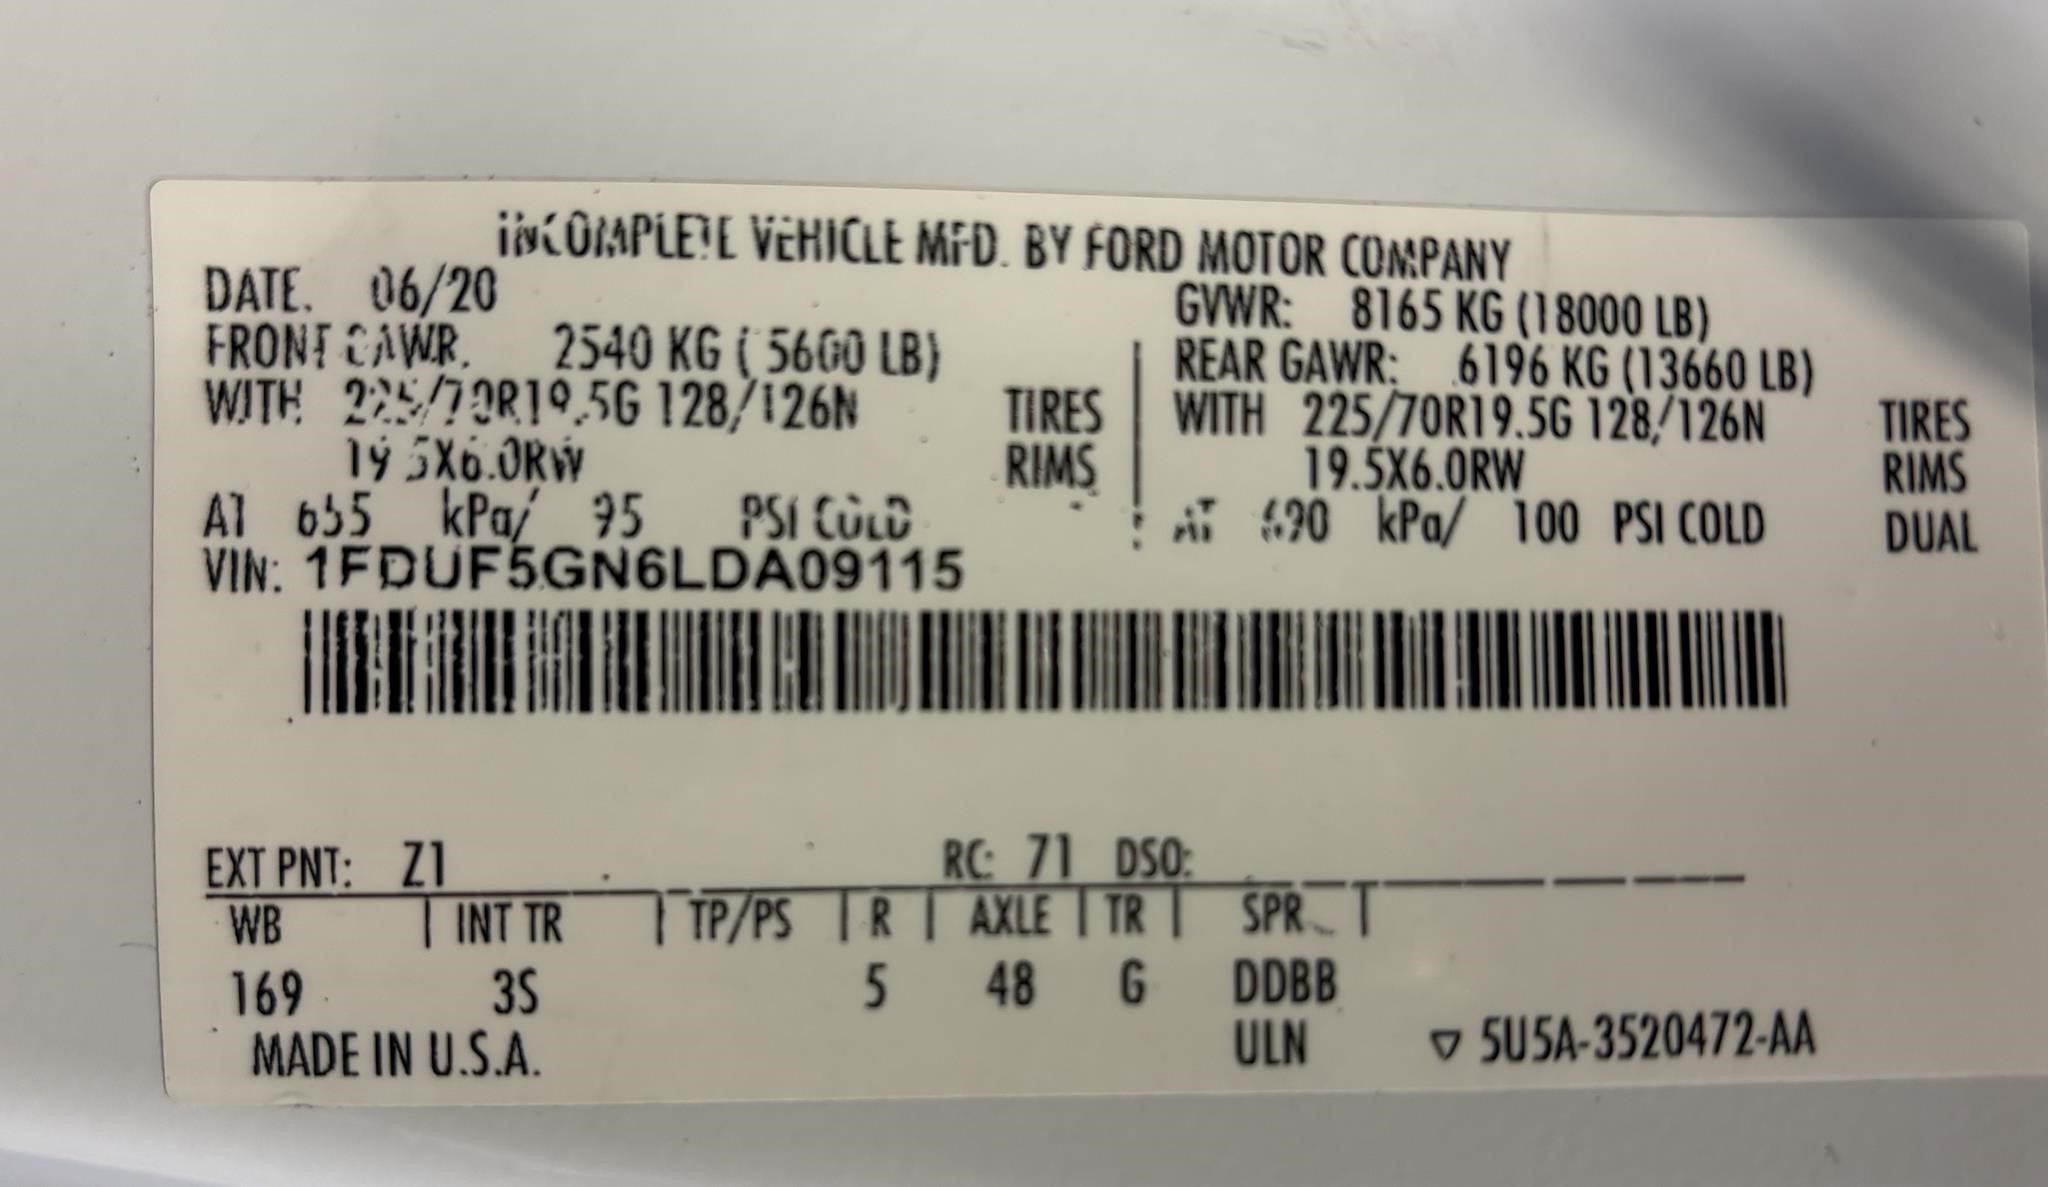 INCOMPLETE VEHICLE MFD. BY FORD MOTOR COMPANY
DATE. 06/20
GVWR: 8165 KG (18000 LB)
FRONT GAWR. 2540 KG ( 5600 LB)
REAR GAWR: 6196 KG (13660 LB)
WITH 225/70R19.5G 128/126N TIRES
WITH 225/70R19.5G 128/126N TIRES
19.5X6.0RW RIMS
19.5X6.0RW RIMS
AT 655 kPa/ 95 PSI COLD
AT 690 kPa/ 100 PSI COLD DUAL
VIN: 1FDUF5GN6LDA09115
EXT PNT: Z1 RC: 71 DSO:
WB | INT TR | TP/PS | R | AXLE | TR | SPR |
169 3S 5 48 G DDBB
MADE IN U.S.A. ULN ▽ 5U5A-3520472-AA